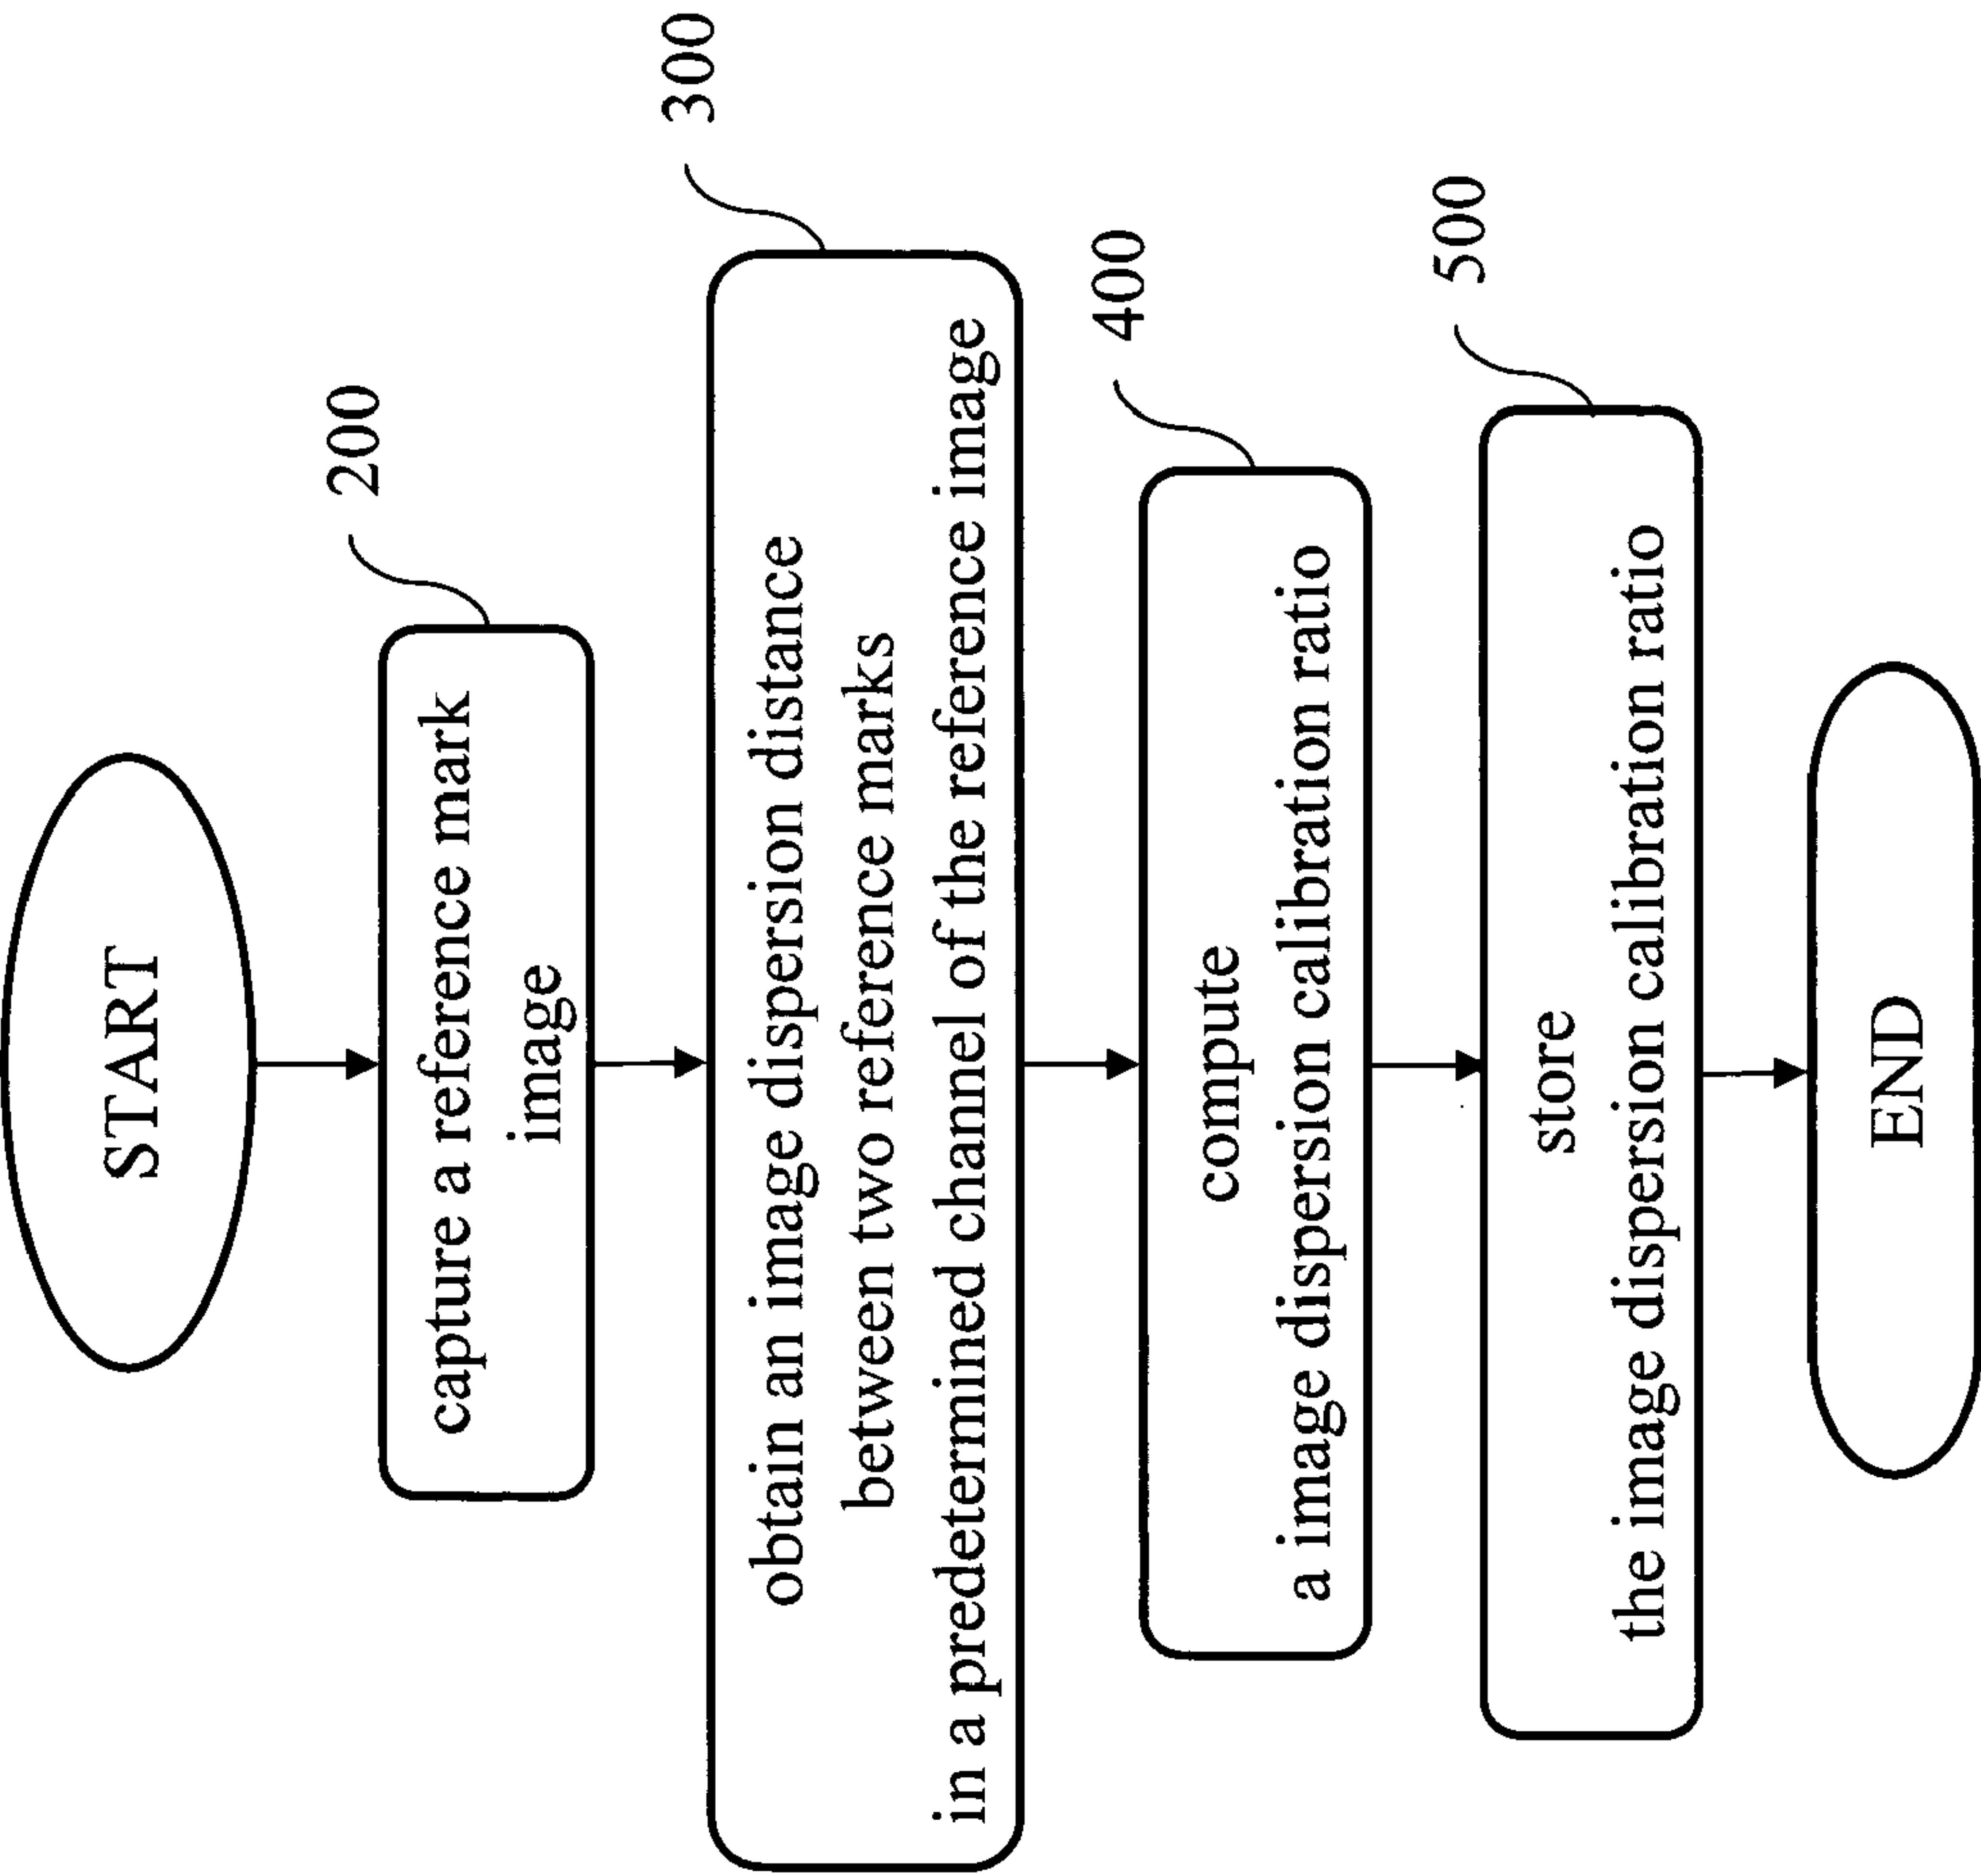 START
200
capture a reference mark
image
300
obtain an image dispersion distance
between two reference marks
in a predetermined channel of the reference image
400
compute
a image dispersion calibration ratio
500
store
the image dispersion calibration ratio
END